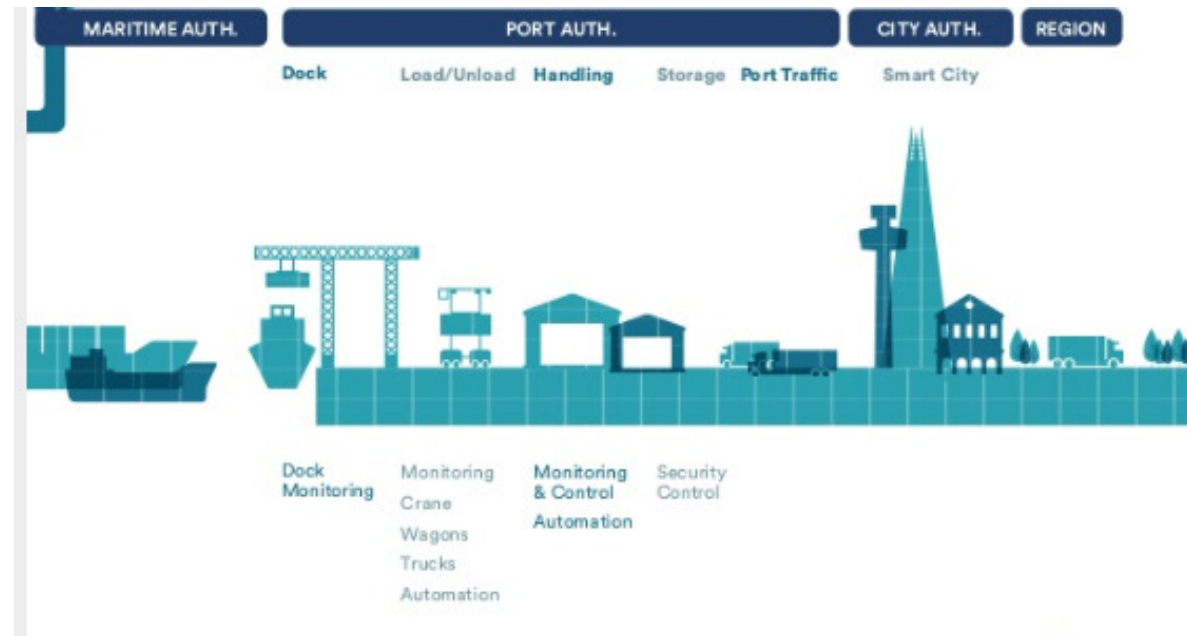 MARITIME AUTH.
PORT AUTH.
CITY AUTH.
REGION
Dock
Load/Unload
Handling
Storage
Port Traffic
Smart City
Dock
Monitoring
Monitoring
Crane
Wagons
Trucks
Automation
Monitoring
& Control
Automation
Security
Control